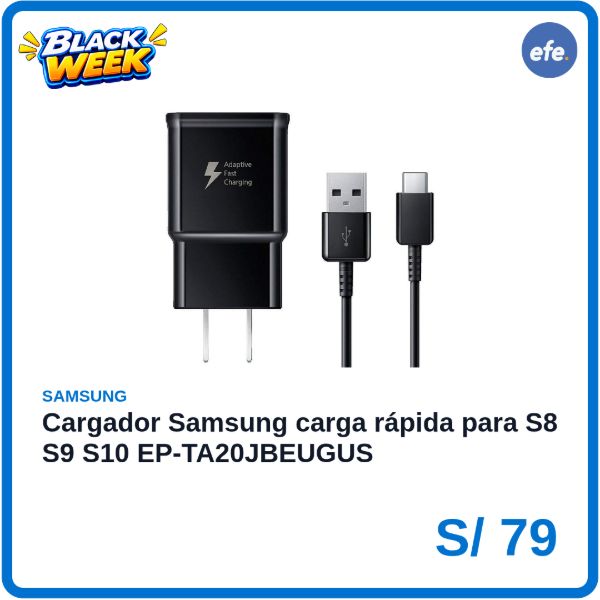 BLACK
WEEK
efe.
Adaptive
Fast
Charging
SAMSUNG
Cargador Samsung carga rápida para S8
S9 S10 EP-TA20JBEUGUS
S/ 79